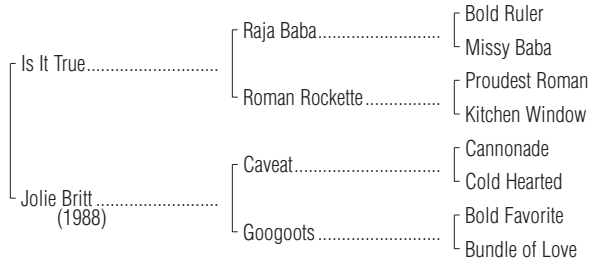 Bold Ruler
Raja Baba
Missy Baba
Is It True
Proudest Roman
Roman Rockette
Kitchen Window
Cannonade
Caveat
Cold Hearted
Jolie Britt
(1988)
Bold Favorite
Googoots
Bundle of Love